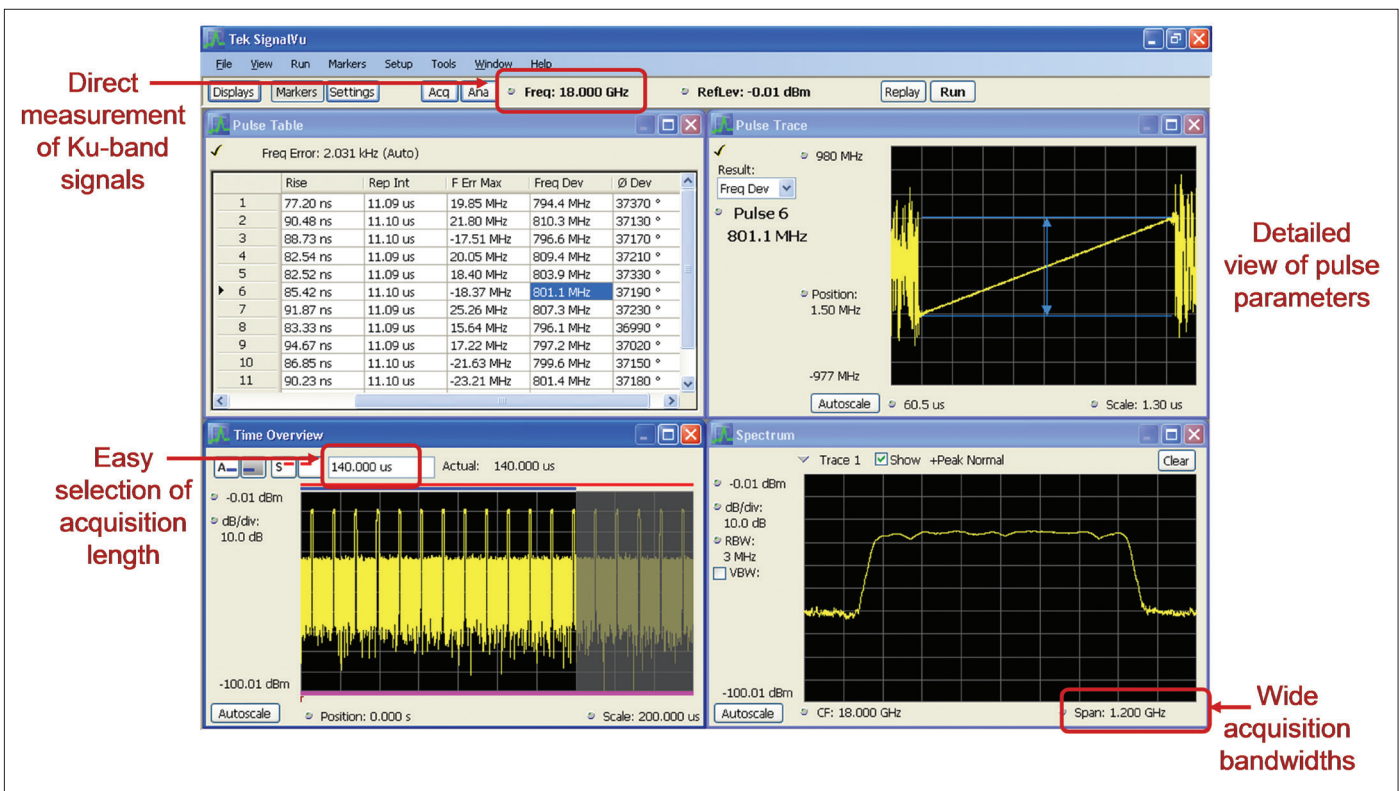 Tek SignalVu
File View Run Markers Setup Tools Window Help
Displays Markers Settings Acq Ana Freq: 18.000 GHz RefLev: -0.01 dBm Replay Run
Direct
measurement
of Ku-band
signals
Pulse Table
Freq Error: 2.031 kHz (Auto)
Rise Rep Int F Err Max Freq Dev Ø Dev
1 77.20 ns 11.09 us 19.85 MHz 794.4 MHz 37370 °
2 90.48 ns 11.10 us 21.80 MHz 810.3 MHz 37130 °
3 88.73 ns 11.10 us -17.51 MHz 796.6 MHz 37170 °
4 82.54 ns 11.09 us 20.05 MHz 809.4 MHz 37210 °
5 82.52 ns 11.09 us 18.40 MHz 803.9 MHz 37330 °
6 85.42 ns 11.10 us -18.37 MHz 801.1 MHz 37190 °
7 91.87 ns 11.09 us 25.26 MHz 807.3 MHz 37230 °
8 83.33 ns 11.09 us 15.64 MHz 796.1 MHz 36990 °
9 94.67 ns 11.09 us 17.22 MHz 797.2 MHz 37020 °
10 86.85 ns 11.10 us -21.63 MHz 799.6 MHz 37150 °
11 90.23 ns 11.10 us -23.21 MHz 801.4 MHz 37180 °
Pulse Trace
980 MHz
Result:
Freq Dev
Pulse 6
801.1 MHz
Position:
1.50 MHz
-977 MHz
Autoscale 60.5 us Scale: 1.30 us
Detailed
view of pulse
parameters
Easy
selection of
acquisition
length
Time Overview
A S 140.000 us Actual: 140.000 us
-0.01 dBm
dB/div:
10.0 dB
-100.01 dBm
Autoscale Position: 0.000 s Scale: 200.000 us
Spectrum
Trace 1 Show +Peak Normal Clear
-0.01 dBm
dB/div:
10.0 dB
RBW:
3 MHz
VBW:
-100.01 dBm
Autoscale CF: 18.000 GHz Span: 1.200 GHz
Wide
acquisition
bandwidths